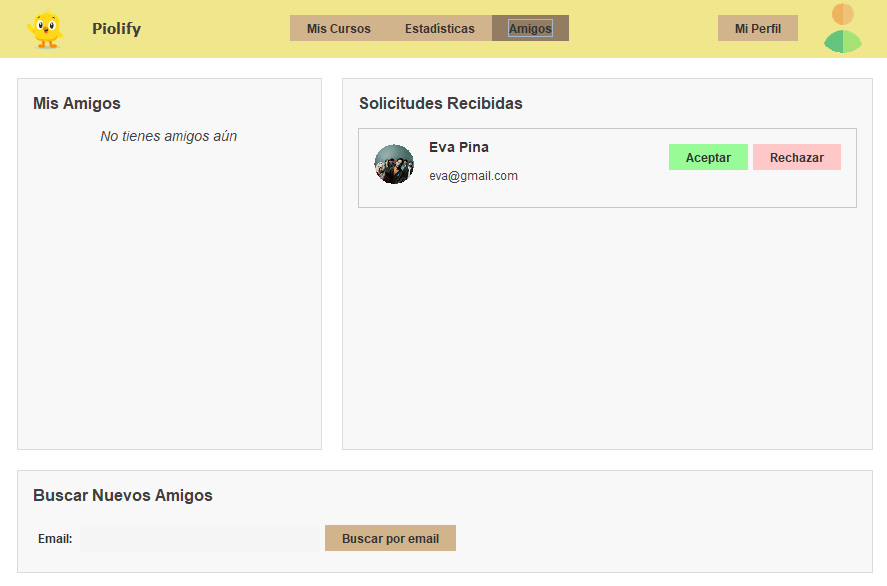 Piolify
Mis Cursos
Estadísticas
Amigos
Mi Perfil
Mis Amigos
No tienes amigos aún
Solicitudes Recibidas
Eva Pina
eva@gmail.com
Aceptar
Rechazar
Buscar Nuevos Amigos
Email:
Buscar por email